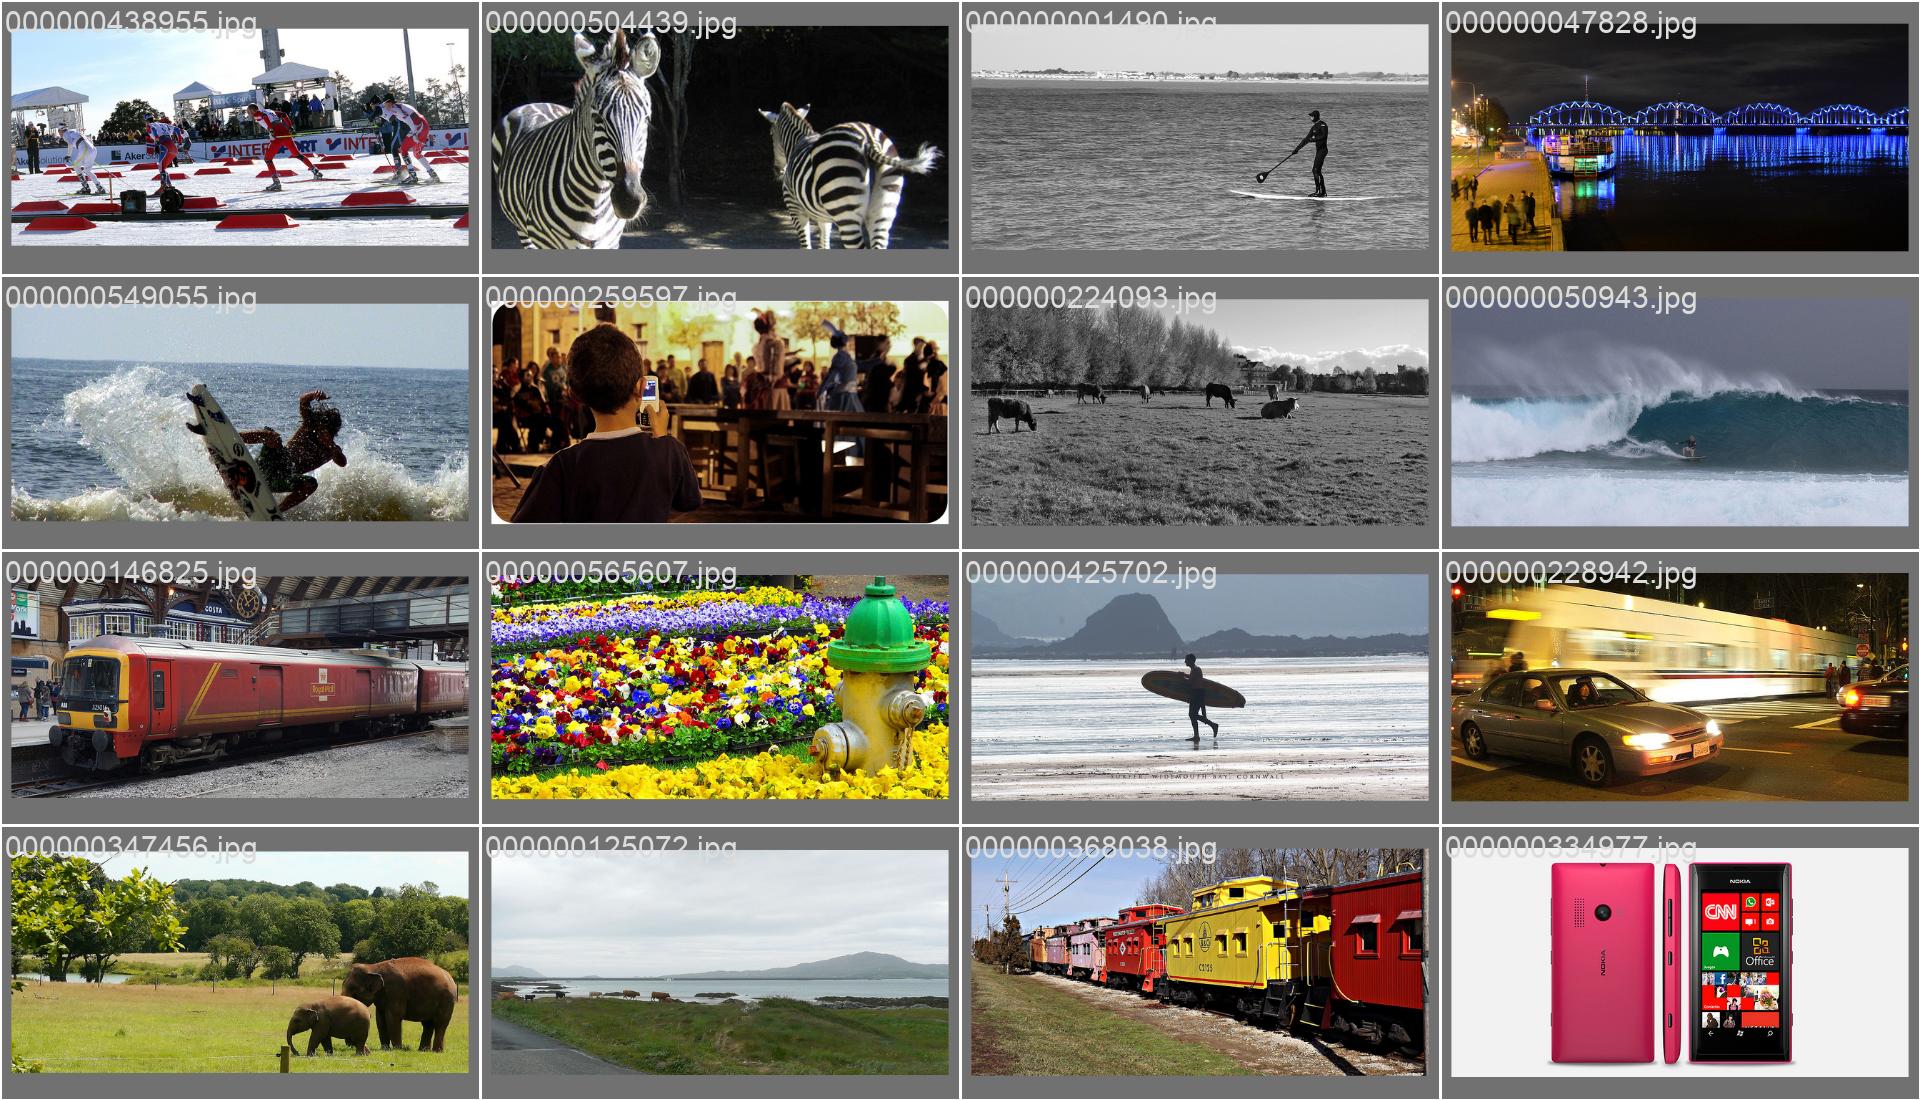 000000438955.jpg
000000504439.jpg
000000001490.jpg
000000047828.jpg
INTERSPORT
INTER
Aker
000000549055.jpg
000000259597.jpg
000000224093.jpg
000000050943.jpg
000000146825.jpg
000000565607.jpg
000000425702.jpg
000000228942.jpg
COSTA
Royal Mail
SURFER, WIDEMOUTH BAY, CORNWALL
000000347456.jpg
000000125072.jpg
000000368038.jpg
000000334977.jpg
NOKIA
CNN
Office
NOKIA